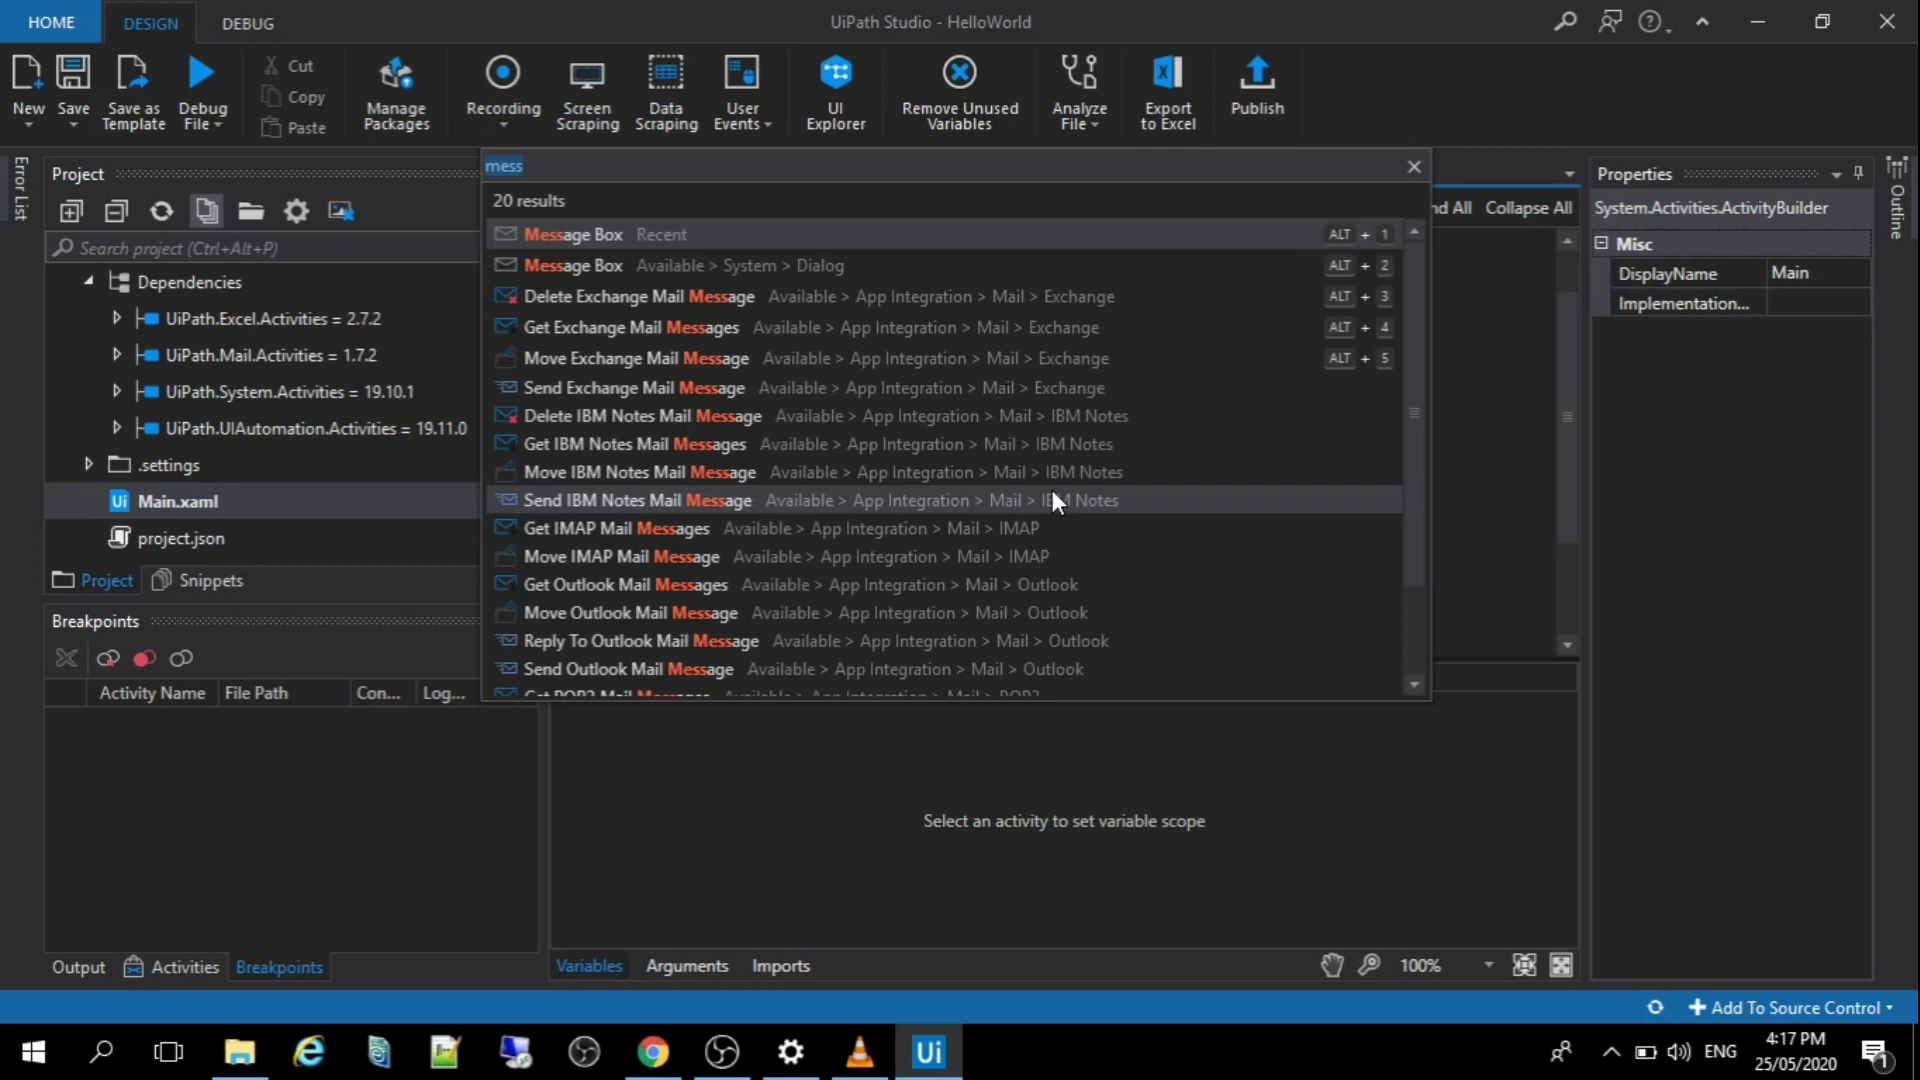 HOME DESIGN DEBUG UiPath Studio - HelloWorld
New Save Save as Template Debug File Cut Copy Paste Manage Packages Recording Screen Scraping Data Scraping User Events UI Explorer Remove Unused Variables Analyze File Export to Excel Publish
Error List
Project
Search project (Ctrl+Alt+P)
Dependencies
UiPath.Excel.Activities = 2.7.2
UiPath.Mail.Activities = 1.7.2
UiPath.System.Activities = 19.10.1
UiPath.UIAutomation.Activities = 19.11.0
.settings
Ui Main.xaml
project.json
Project Snippets
Breakpoints
Activity Name File Path Con... Log...
Output Activities Breakpoints
mess
20 results
Message Box Recent ALT + 1
Message Box Available > System > Dialog ALT + 2
Delete Exchange Mail Message Available > App Integration > Mail > Exchange ALT + 3
Get Exchange Mail Messages Available > App Integration > Mail > Exchange ALT + 4
Move Exchange Mail Message Available > App Integration > Mail > Exchange ALT + 5
Send Exchange Mail Message Available > App Integration > Mail > Exchange
Delete IBM Notes Mail Message Available > App Integration > Mail > IBM Notes
Get IBM Notes Mail Messages Available > App Integration > Mail > IBM Notes
Move IBM Notes Mail Message Available > App Integration > Mail > IBM Notes
Send IBM Notes Mail Message Available > App Integration > Mail > IBM Notes
Get IMAP Mail Messages Available > App Integration > Mail > IMAP
Move IMAP Mail Message Available > App Integration > Mail > IMAP
Get Outlook Mail Messages Available > App Integration > Mail > Outlook
Move Outlook Mail Message Available > App Integration > Mail > Outlook
Reply To Outlook Mail Message Available > App Integration > Mail > Outlook
Send Outlook Mail Message Available > App Integration > Mail > Outlook
Get POP3 Mail Messages Available > App Integration > Mail > POP3
nd All Collapse All
Select an activity to set variable scope
Variables Arguments Imports 100%
Properties
System.Activities.ActivityBuilder
Misc
DisplayName Main
Implementation...
Outline
Add To Source Control
Ui ENG 4:17 PM
25/05/2020 1